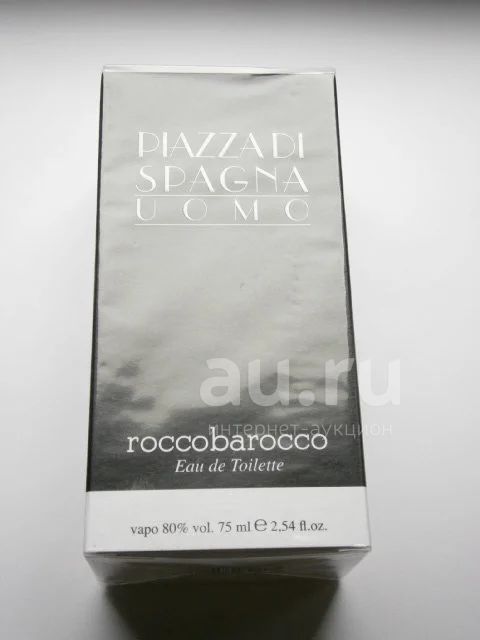 PIAZZA DI
SPAGNA
UOMO
au.ru
интернет-аукцион
roccobarocco
Eau de Toilette
vapo 80% vol. 75 ml ℮ 2,54 fl.oz.